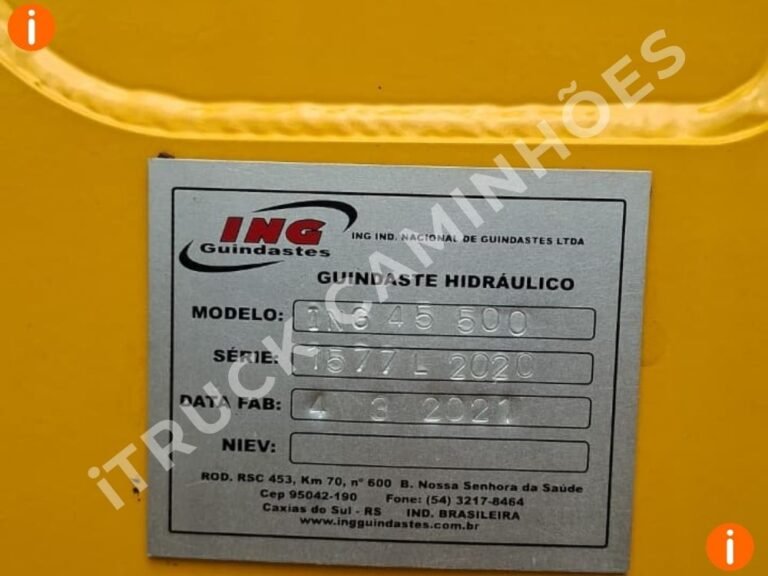 iTRUCK CAMINHÕES
ING
Guindastes
ING IND. NACIONAL DE GUINDASTES LTDA
GUINDASTE HIDRÁULICO
MODELO: ING 45 500
SÉRIE: 1577 L 2020
DATA FAB: 4 3 2021
NIEV:
ROD. RSC 453, Km 70, nº 600 B. Nossa Senhora da Saúde
Cep 95042-190 Fone: (54) 3217-8464
Caxias do Sul - RS IND. BRASILEIRA
www.ingguindastes.com.br